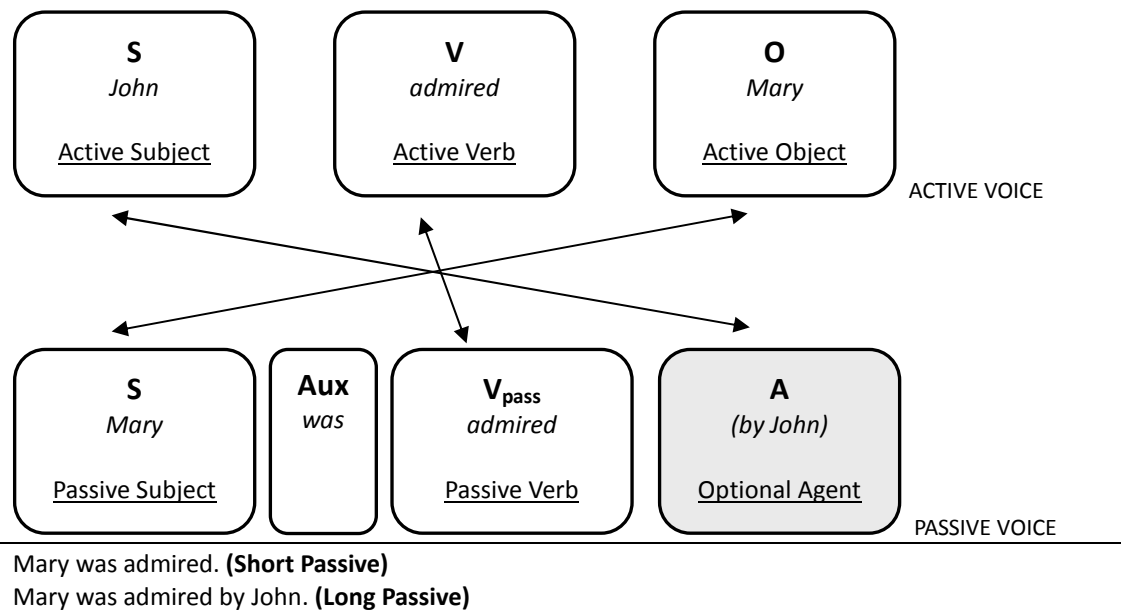 S V O
John admired Mary
Active Subject Active Verb Active Object
ACTIVE VOICE
S Aux Vpass A
Mary was admired (by John)
Passive Subject Passive Verb Optional Agent
PASSIVE VOICE
Mary was admired. (Short Passive)
Mary was admired by John. (Long Passive)